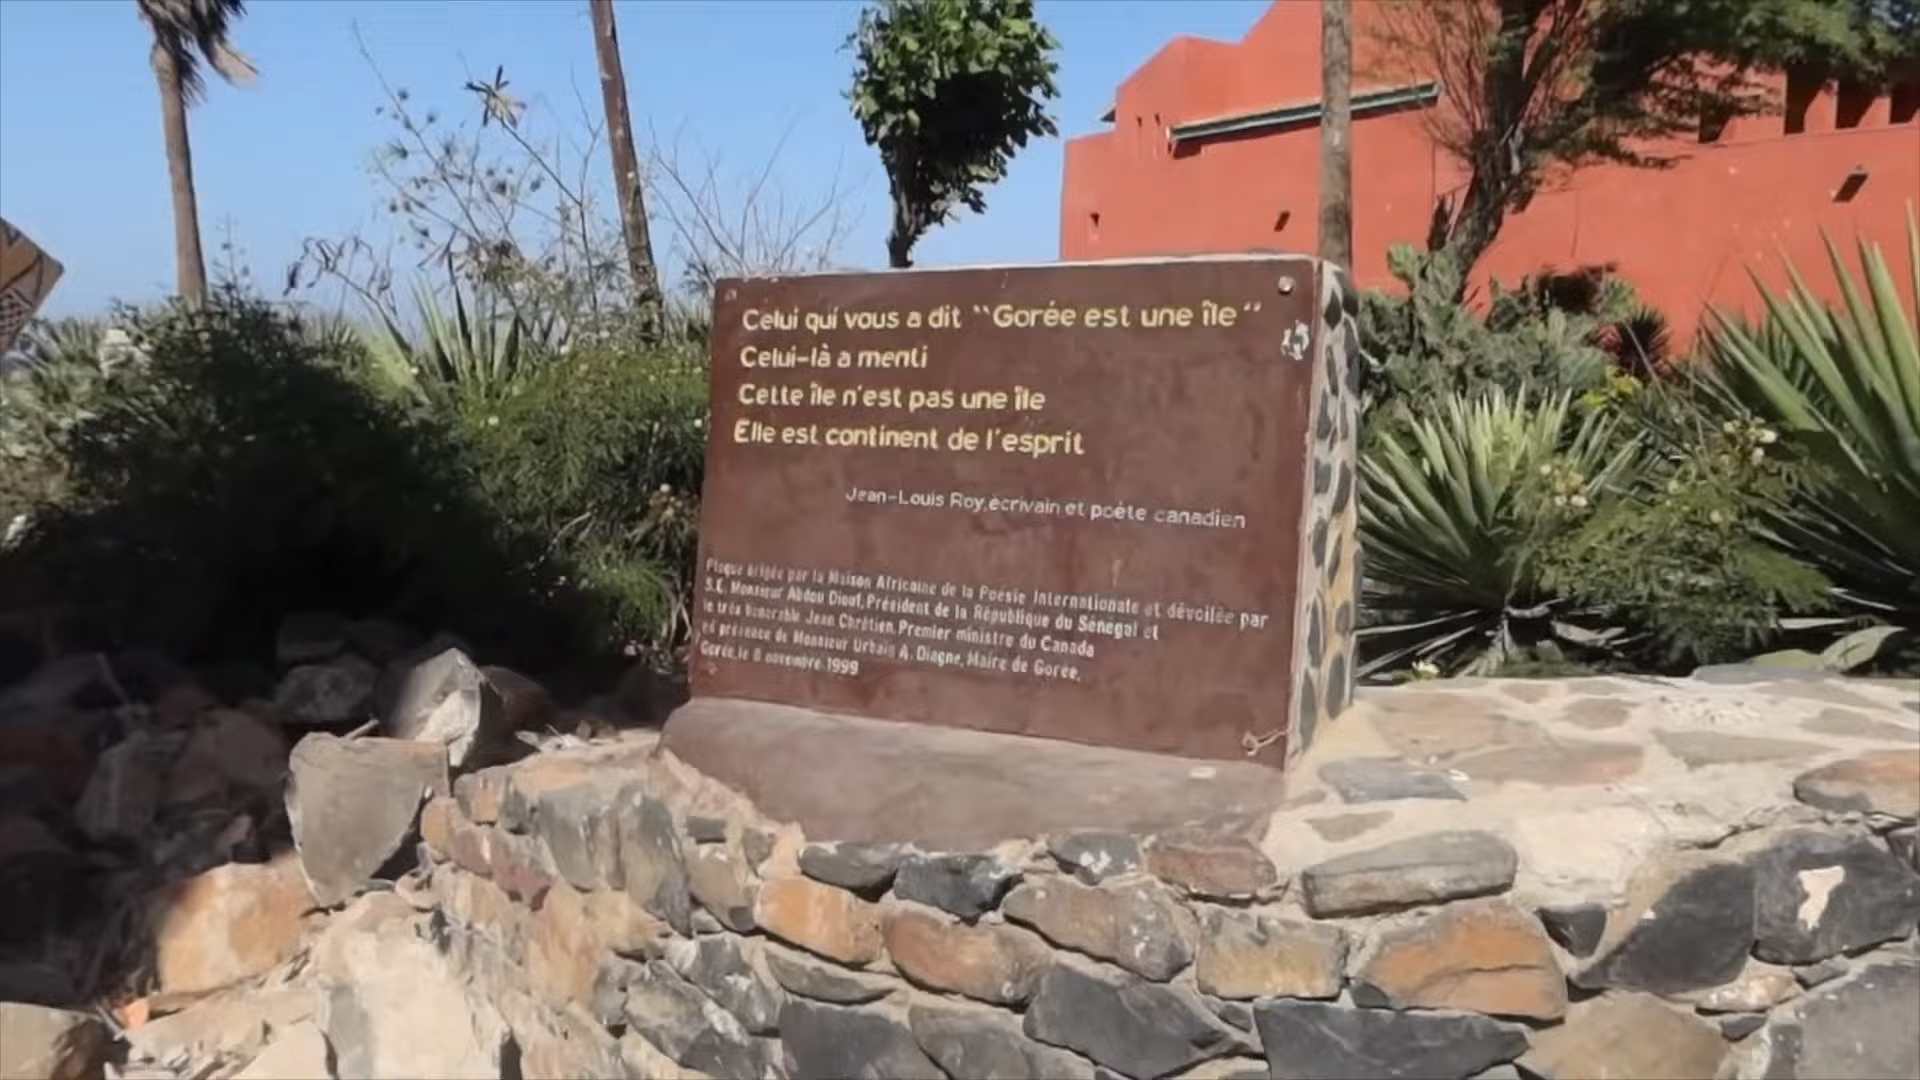 Celui qui vous a dit "Gorée est une île"
Celui-là a menti
Cette île n'est pas une île
Elle est continent de l'esprit
Jean-Louis Roy, écrivain et poète canadien
Plaque érigée par la Maison Africaine de la Poésie Internationale et dévoilée par
S.E. Monsieur Abdou Diouf, Président de la République du Sénégal et
le très honorable Jean Chrétien, Premier ministre du Canada
en présence de Monsieur Urbain A. Diagne, Maire de Gorée,
Gorée, le 8 novembre 1999